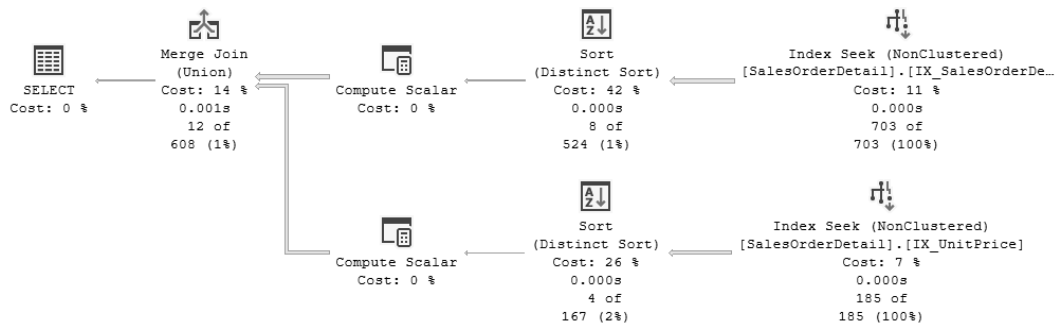 SELECT
Cost: 0 %
Merge Join
(Union)
Cost: 14 %
0.001s
12 of
608 (1%)
Compute Scalar
Cost: 0 %
Sort
(Distinct Sort)
Cost: 42 %
0.000s
8 of
524 (1%)
Index Seek (NonClustered)
[SalesOrderDetail].[IX_SalesOrderDe…
Cost: 11 %
0.000s
703 of
703 (100%)
Compute Scalar
Cost: 0 %
Sort
(Distinct Sort)
Cost: 26 %
0.000s
4 of
167 (2%)
Index Seek (NonClustered)
[SalesOrderDetail].[IX_UnitPrice]
Cost: 7 %
0.000s
185 of
185 (100%)